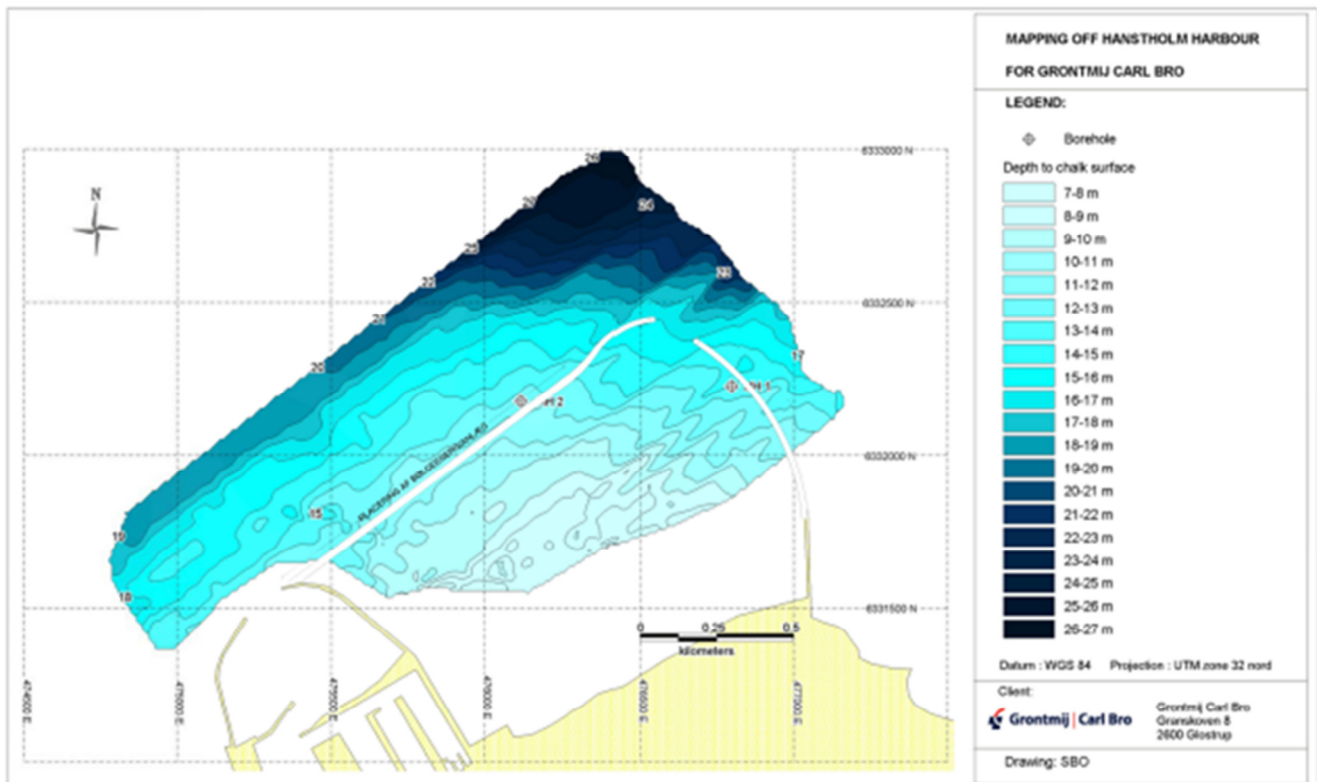 MAPPING OFF HANSTHOLM HARBOUR
FOR GRONTMIJ CARL BRO
LEGEND:
Borehole
Depth to chalk surface
7-8 m
8-9 m
9-10 m
10-11 m
11-12 m
12-13 m
13-14 m
14-15 m
15-16 m
16-17 m
17-18 m
18-19 m
19-20 m
20-21 m
21-22 m
22-23 m
23-24 m
24-25 m
25-26 m
26-27 m
Datum : WGS 84 Projection : UTM zone 32 nord
Client:
Grontmij | Carl Bro
Grontmij Carl Bro
Granskoven 8
2600 Glostrup
Drawing: SBO
N
6333000 N
6332500 N
6332000 N
6331500 N
26
24
22
20
17
19
18
15
0 0.25 0.5
kilometers
475000 E